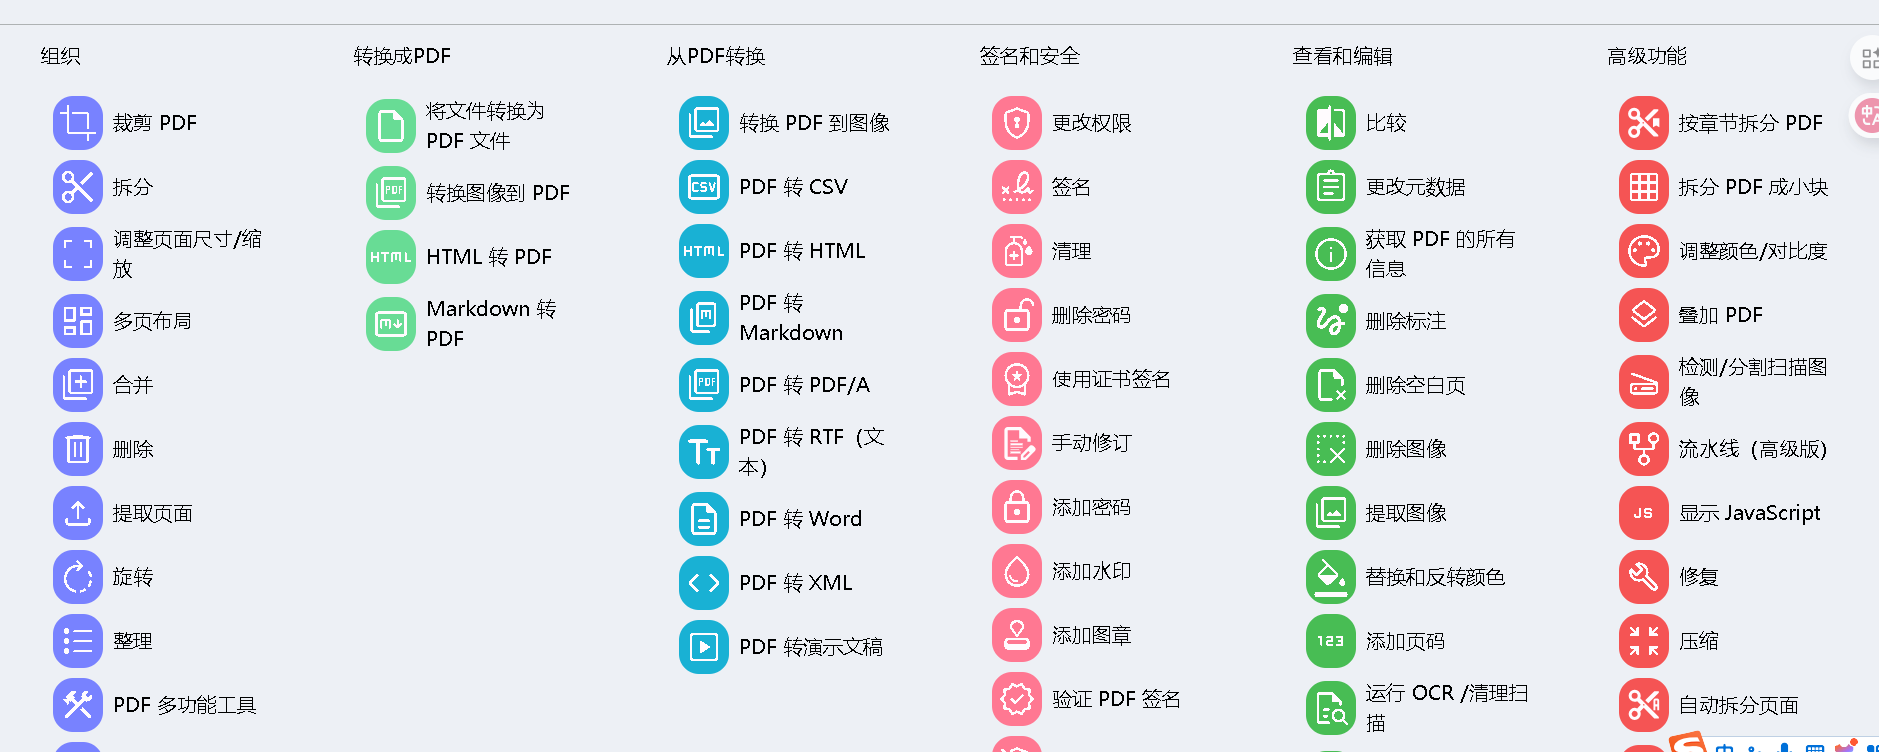 组织
裁剪 PDF
拆分
调整页面尺寸/缩
放
多页布局
合并
删除
提取页面
旋转
整理
PDF 多功能工具
转换成PDF
将文件转换为
PDF 文件
PDF
转换图像到 PDF
HTML
HTML 转 PDF
Markdown 转
PDF
从PDF转换
转换 PDF 到图像
CSV
PDF 转 CSV
HTML
PDF 转 HTML
PDF 转
Markdown
PDF
PDF 转 PDF/A
TT
PDF 转 RTF（文
本）
PDF 转 Word
PDF 转 XML
PDF 转演示文稿
签名和安全
更改权限
签名
清理
删除密码
使用证书签名
手动修订
添加密码
添加水印
添加图章
验证 PDF 签名
查看和编辑
比较
更改元数据
获取 PDF 的所有
信息
删除标注
删除空白页
删除图像
提取图像
替换和反转颜色
123
添加页码
运行 OCR /清理扫
描
高级功能
按章节拆分 PDF
拆分 PDF 成小块
调整颜色/对比度
叠加 PDF
检测/分割扫描图
像
流水线（高级版）
JS
显示 JavaScript
修复
压缩
自动拆分页面
中